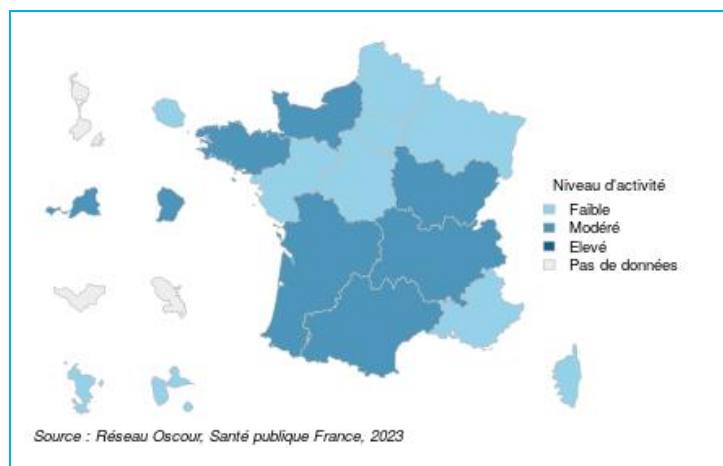 Niveau d'activité
Faible
Modéré
Elevé
Pas de données
Source : Réseau Oscour, Santé publique France, 2023